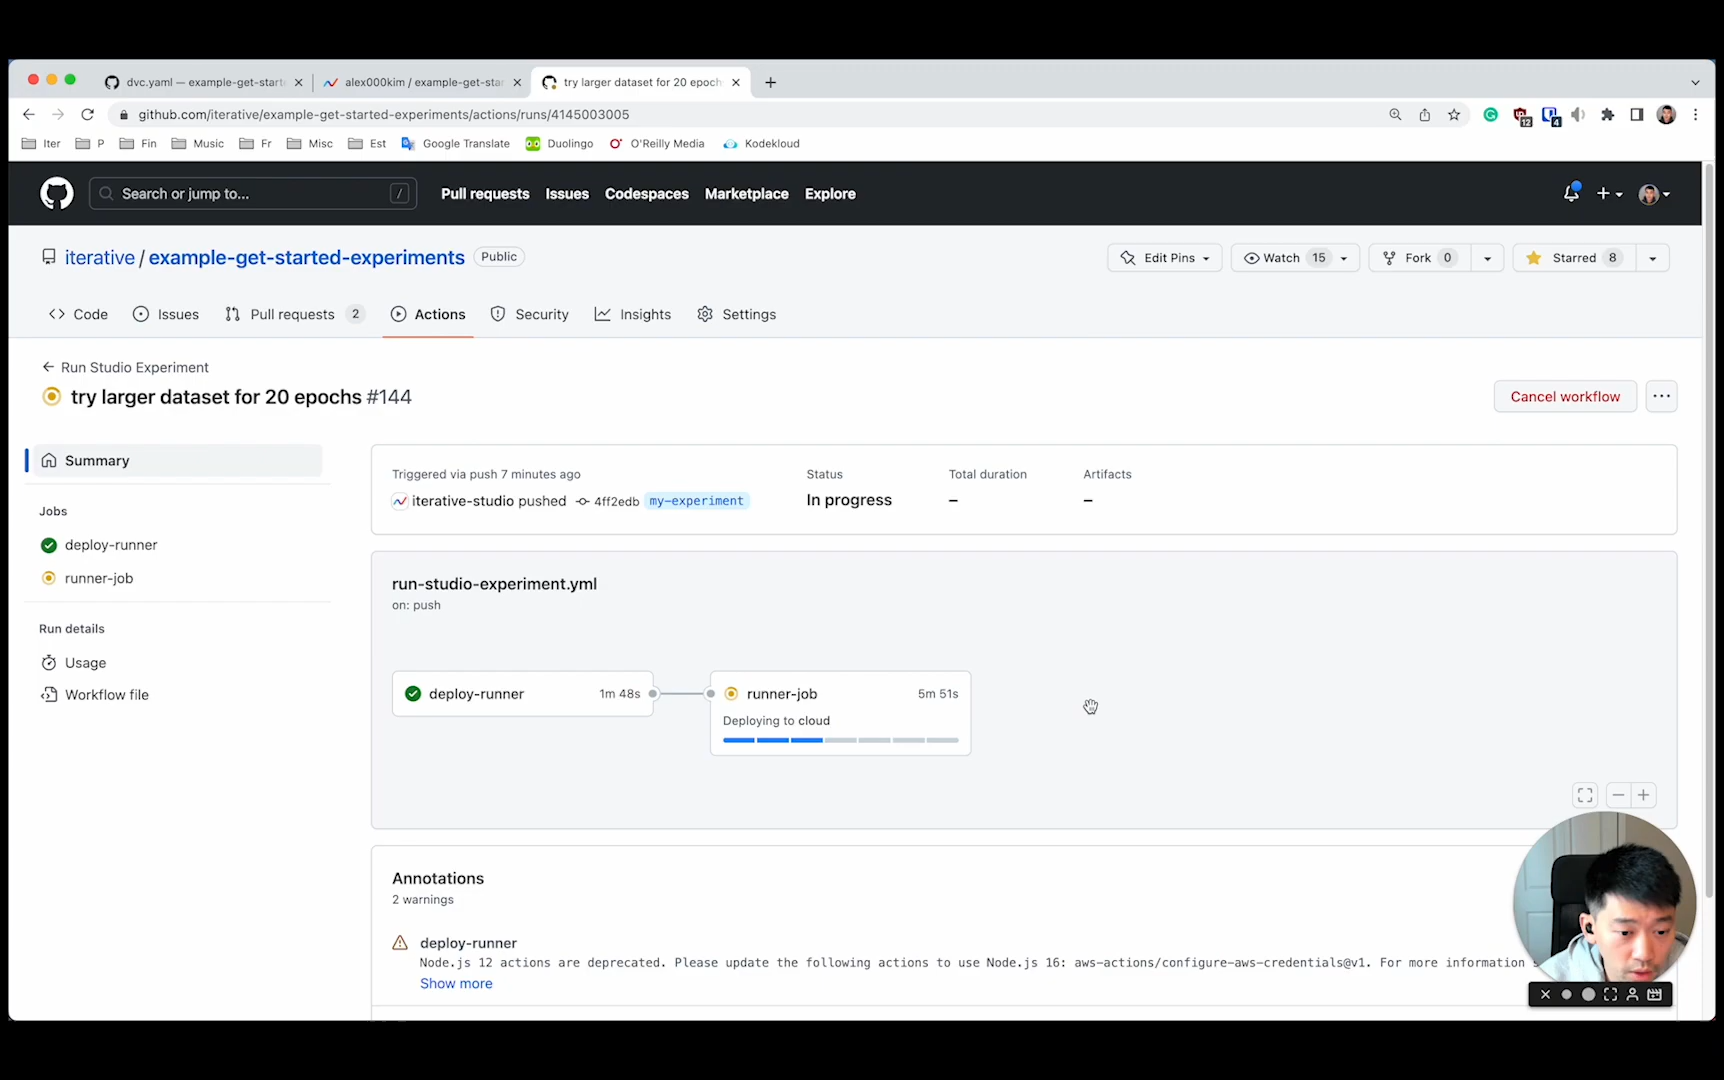 dvc.yaml — example-get-starte
alex000kim / example-get-star
try larger dataset for 20 epoch
github.com/iterative/example-get-started-experiments/actions/runs/4145003005
12
4
Iter
P
Fin
Music
Fr
Misc
Est
Google Translate
Duolingo
O'Reilly Media
Kodekloud
Search or jump to...
/
Pull requests
Issues
Codespaces
Marketplace
Explore
iterative / example-get-started-experiments
Public
Edit Pins
Watch 15
Fork 0
Starred 8
Code
Issues
Pull requests 2
Actions
Security
Insights
Settings
Run Studio Experiment
try larger dataset for 20 epochs #144
Cancel workflow
Summary
Jobs
deploy-runner
runner-job
Run details
Usage
Workflow file
Triggered via push 7 minutes ago
iterative-studio pushed 4ff2edb my-experiment
Status
In progress
Total duration
–
Artifacts
–
run-studio-experiment.yml
on: push
deploy-runner 1m 48s
runner-job 5m 51s
Deploying to cloud
Annotations
2 warnings
deploy-runner
Node.js 12 actions are deprecated. Please update the following actions to use Node.js 16: aws-actions/configure-aws-credentials@v1. For more information
Show more